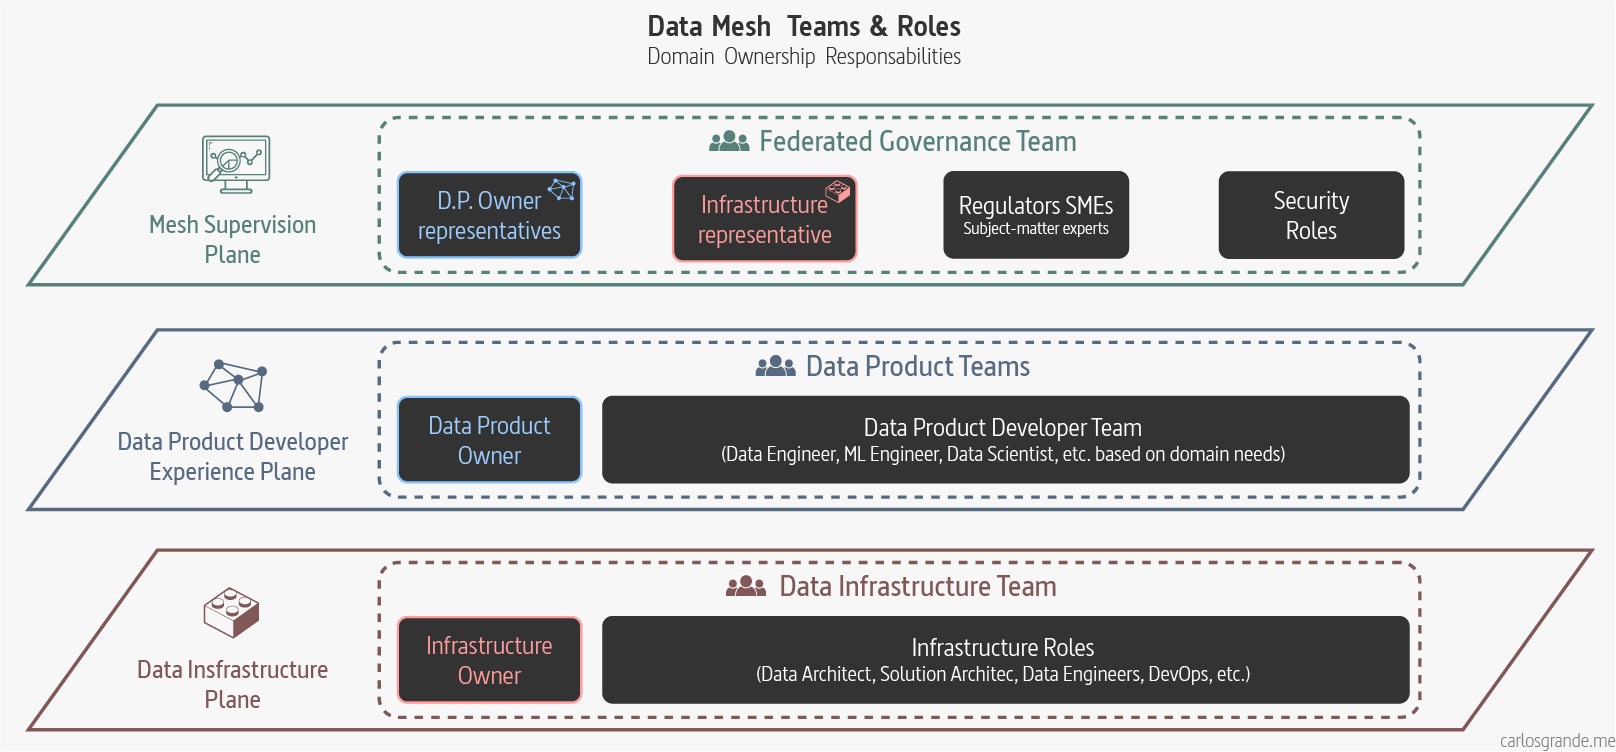 Data Mesh Teams & Roles
Domain Ownership Responsabilities
Federated Governance Team
Mesh Supervision
Plane
D.P. Owner
representatives
Infrastructure
representative
Regulators SMEs
Subject-matter experts
Security
Roles
Data Product Teams
Data Product Developer
Experience Plane
Data Product
Owner
Data Product Developer Team
(Data Engineer, ML Engineer, Data Scientist, etc. based on domain needs)
Data Infrastructure Team
Data Insfrastructure
Plane
Infrastructure
Owner
Infrastructure Roles
(Data Architect, Solution Architec, Data Engineers, DevOps, etc.)
carlosgrande.me